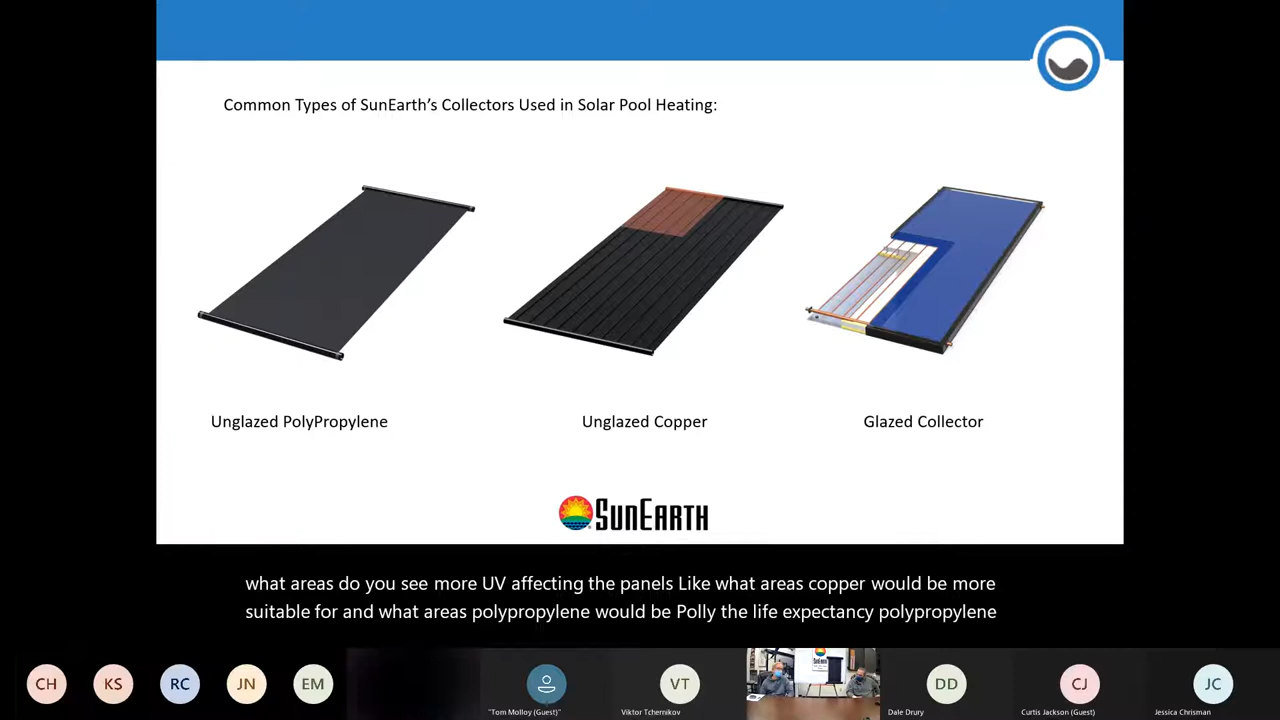 Common Types of SunEarth's Collectors Used in Solar Pool Heating:
Unglazed PolyPropylene
Unglazed Copper
Glazed Collector
SunEarth
what areas do you see more UV affecting the panels Like what areas copper would be more
suitable for and what areas polypropylene would be Polly the life expectancy polypropylene
CH
KS
RC
JN
EM
VT
DD
CJ
JC
"Tom Molloy (Guest)"
Viktor Tchernikov
SunEarth
Dale Drury
Curtis Jackson (Guest)
Jessica Chrisman